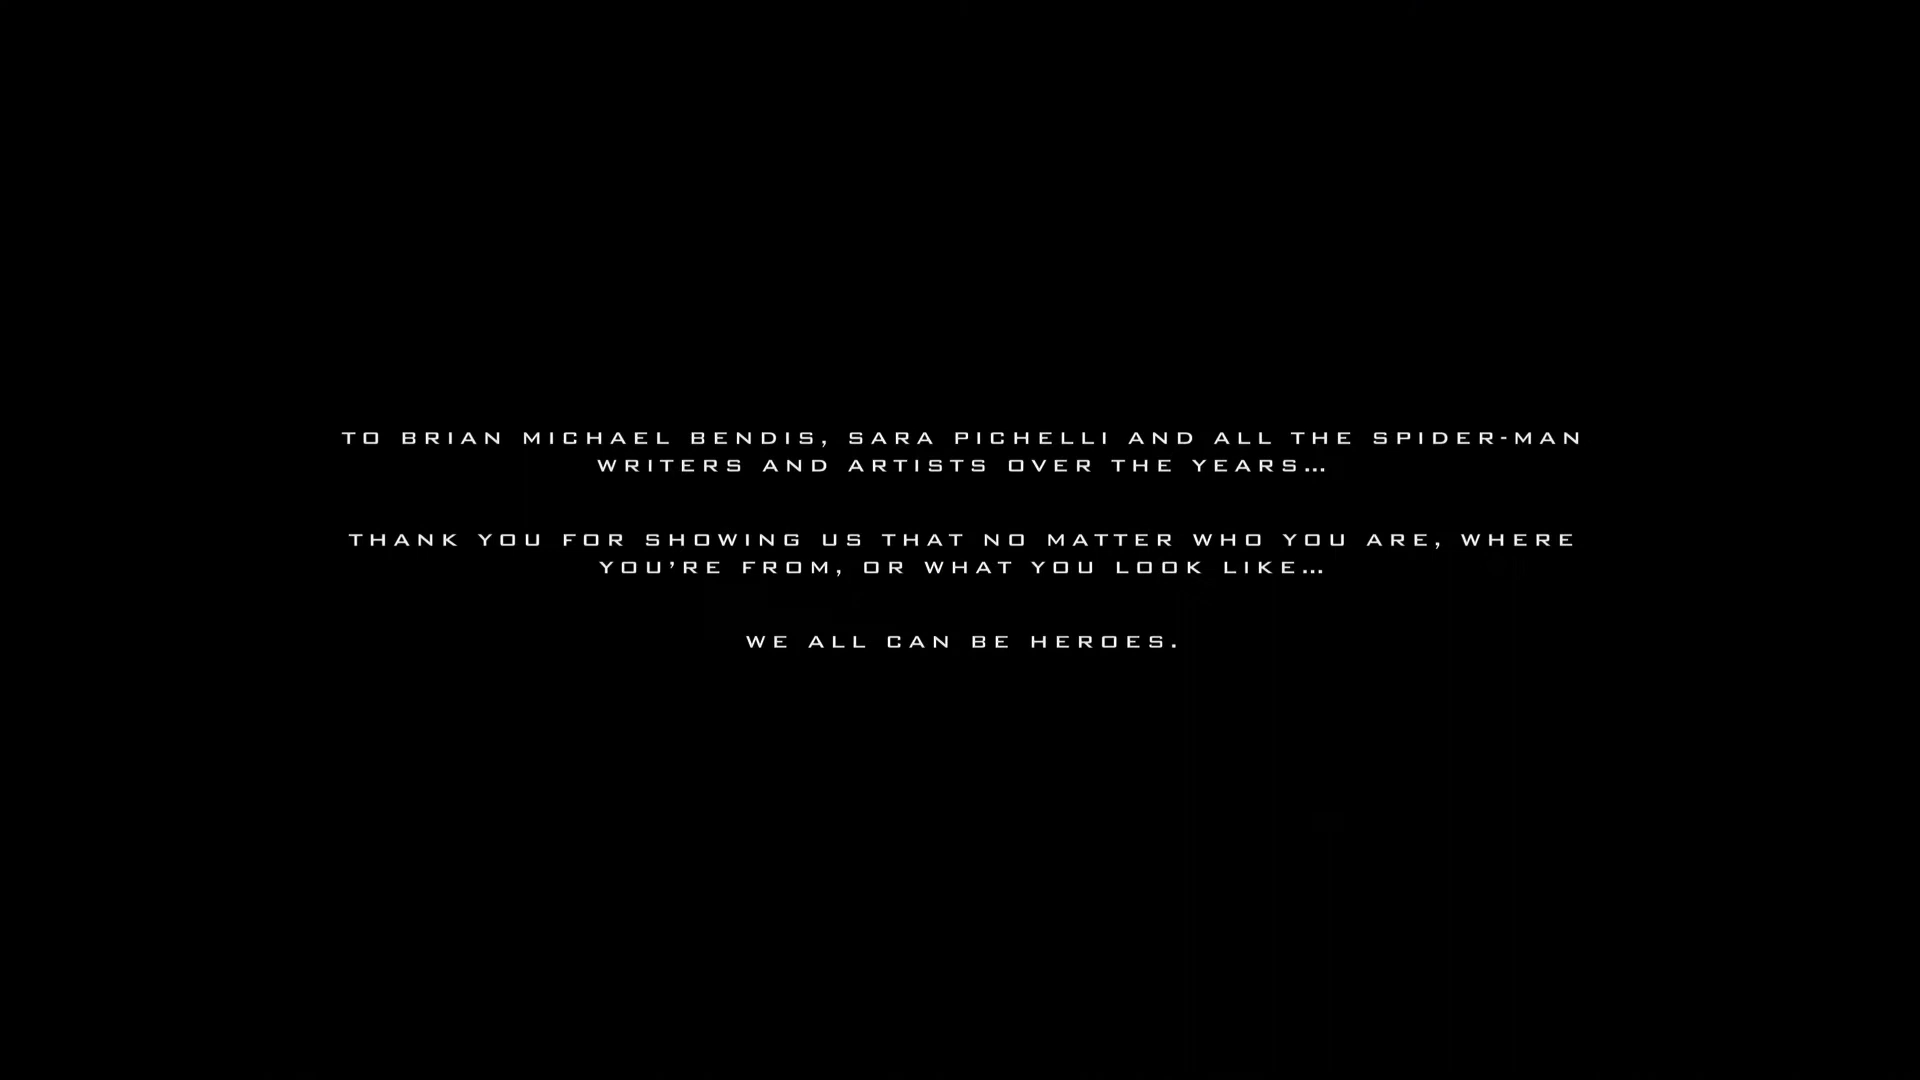 TO BRIAN MICHAEL BENDIS, SARA PICHELLI AND ALL THE SPIDER-MAN
WRITERS AND ARTISTS OVER THE YEARS…
THANK YOU FOR SHOWING US THAT NO MATTER WHO YOU ARE, WHERE
YOU’RE FROM, OR WHAT YOU LOOK LIKE…
WE ALL CAN BE HEROES.